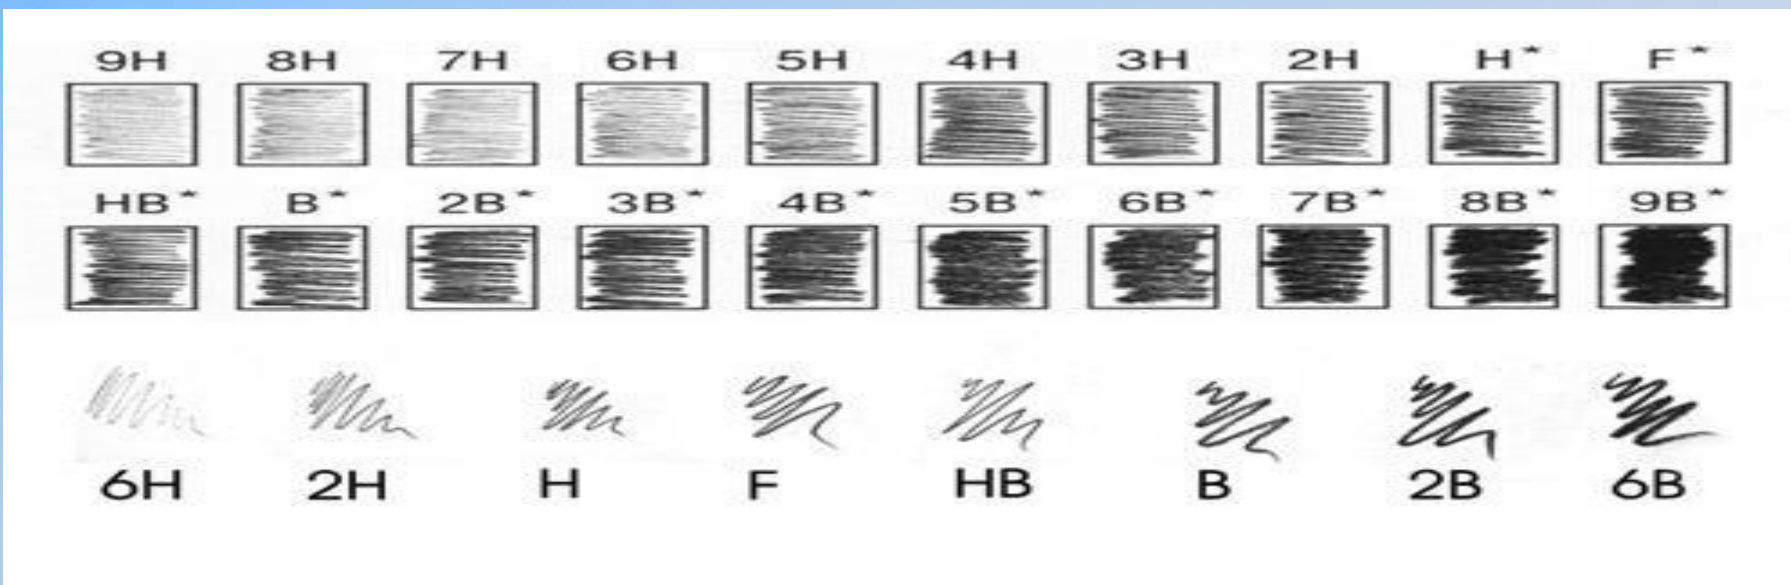 9H 8H 7H 6H 5H 4H 3H 2H H* F*
HB* B* 2B* 3B* 4B* 5B* 6B* 7B* 8B* 9B*
6H 2H H F HB B 2B 6B